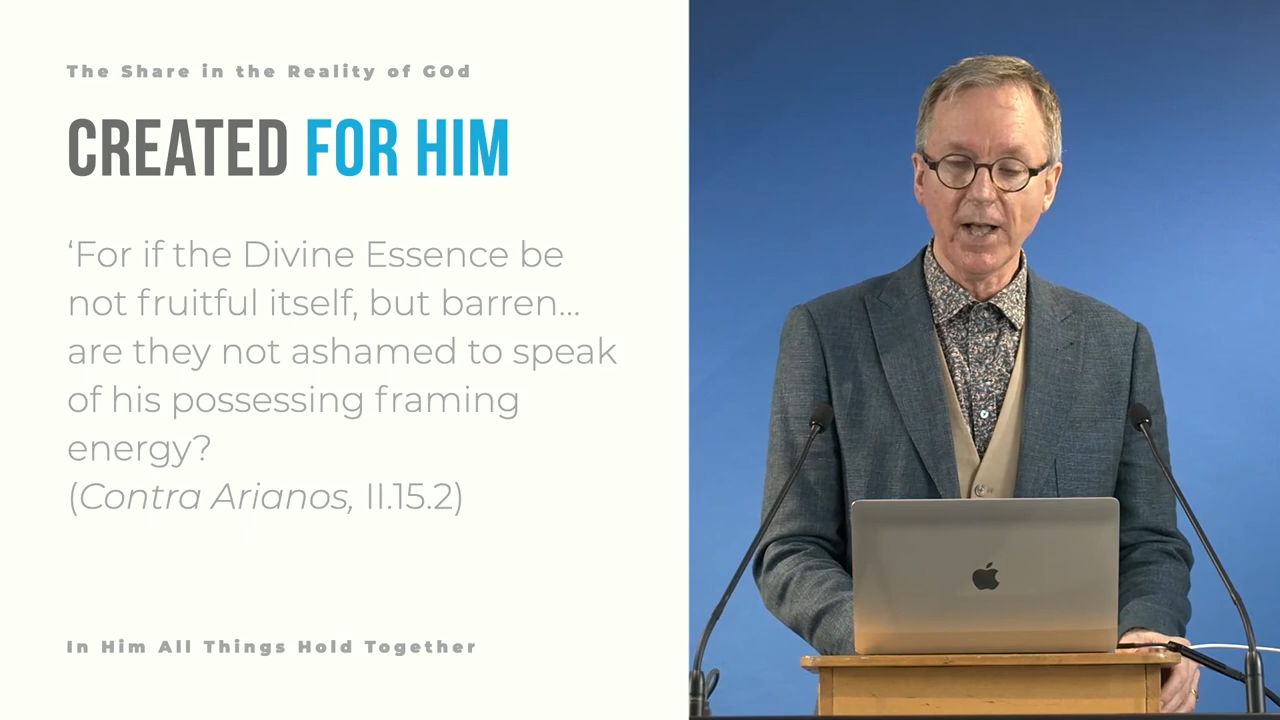 The Share in the Reality of GOd
CREATED FOR HIM
‘For if the Divine Essence be
not fruitful itself, but barren...
are they not ashamed to speak
of his possessing framing
energy?
(Contra Arianos, II.15.2)
In Him All Things Hold Together